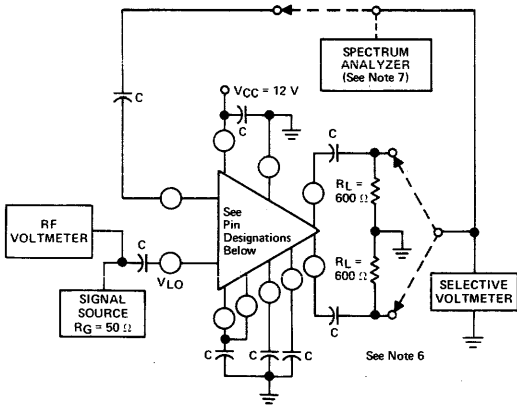 SPECTRUM
ANALYZER
(See Note 7)
C
VCC = 12 V
C
C
RL =
600 Ω
See
Pin
Designations
Below
RF
VOLTMETER
C
VLO
RL =
600 Ω
SIGNAL
SOURCE
RG = 50 Ω
SELECTIVE
VOLTMETER
C
C
C
C
See Note 6